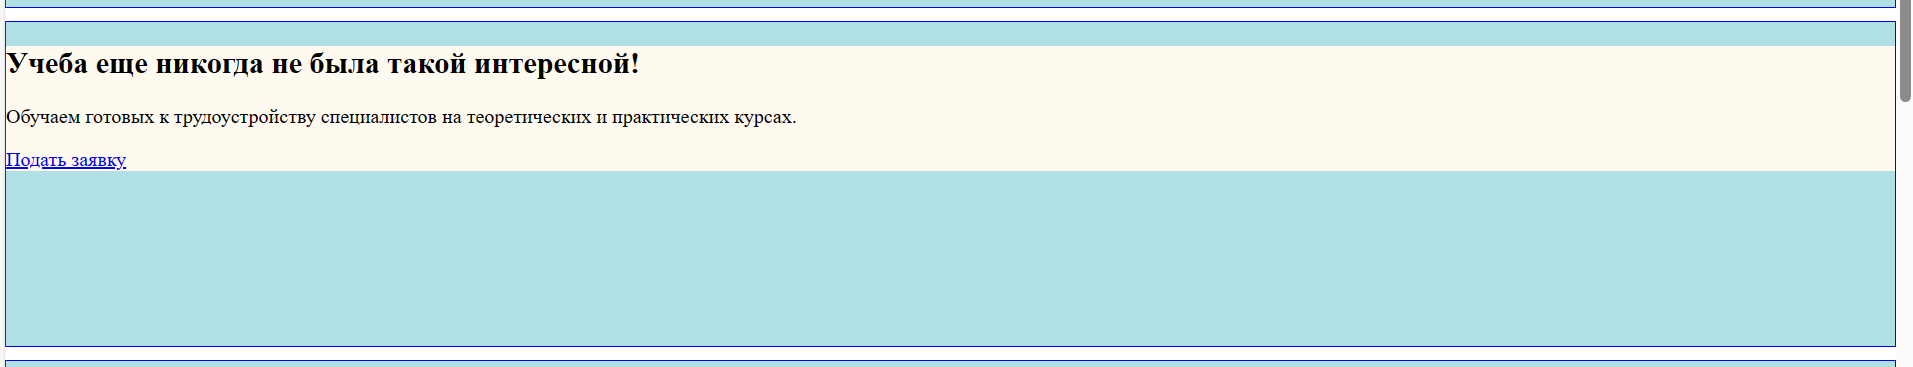 Учеба еще никогда не была такой интересной!
Обучаем готовых к трудоустройству специалистов на теоретических и практических курсах.
Подать заявку